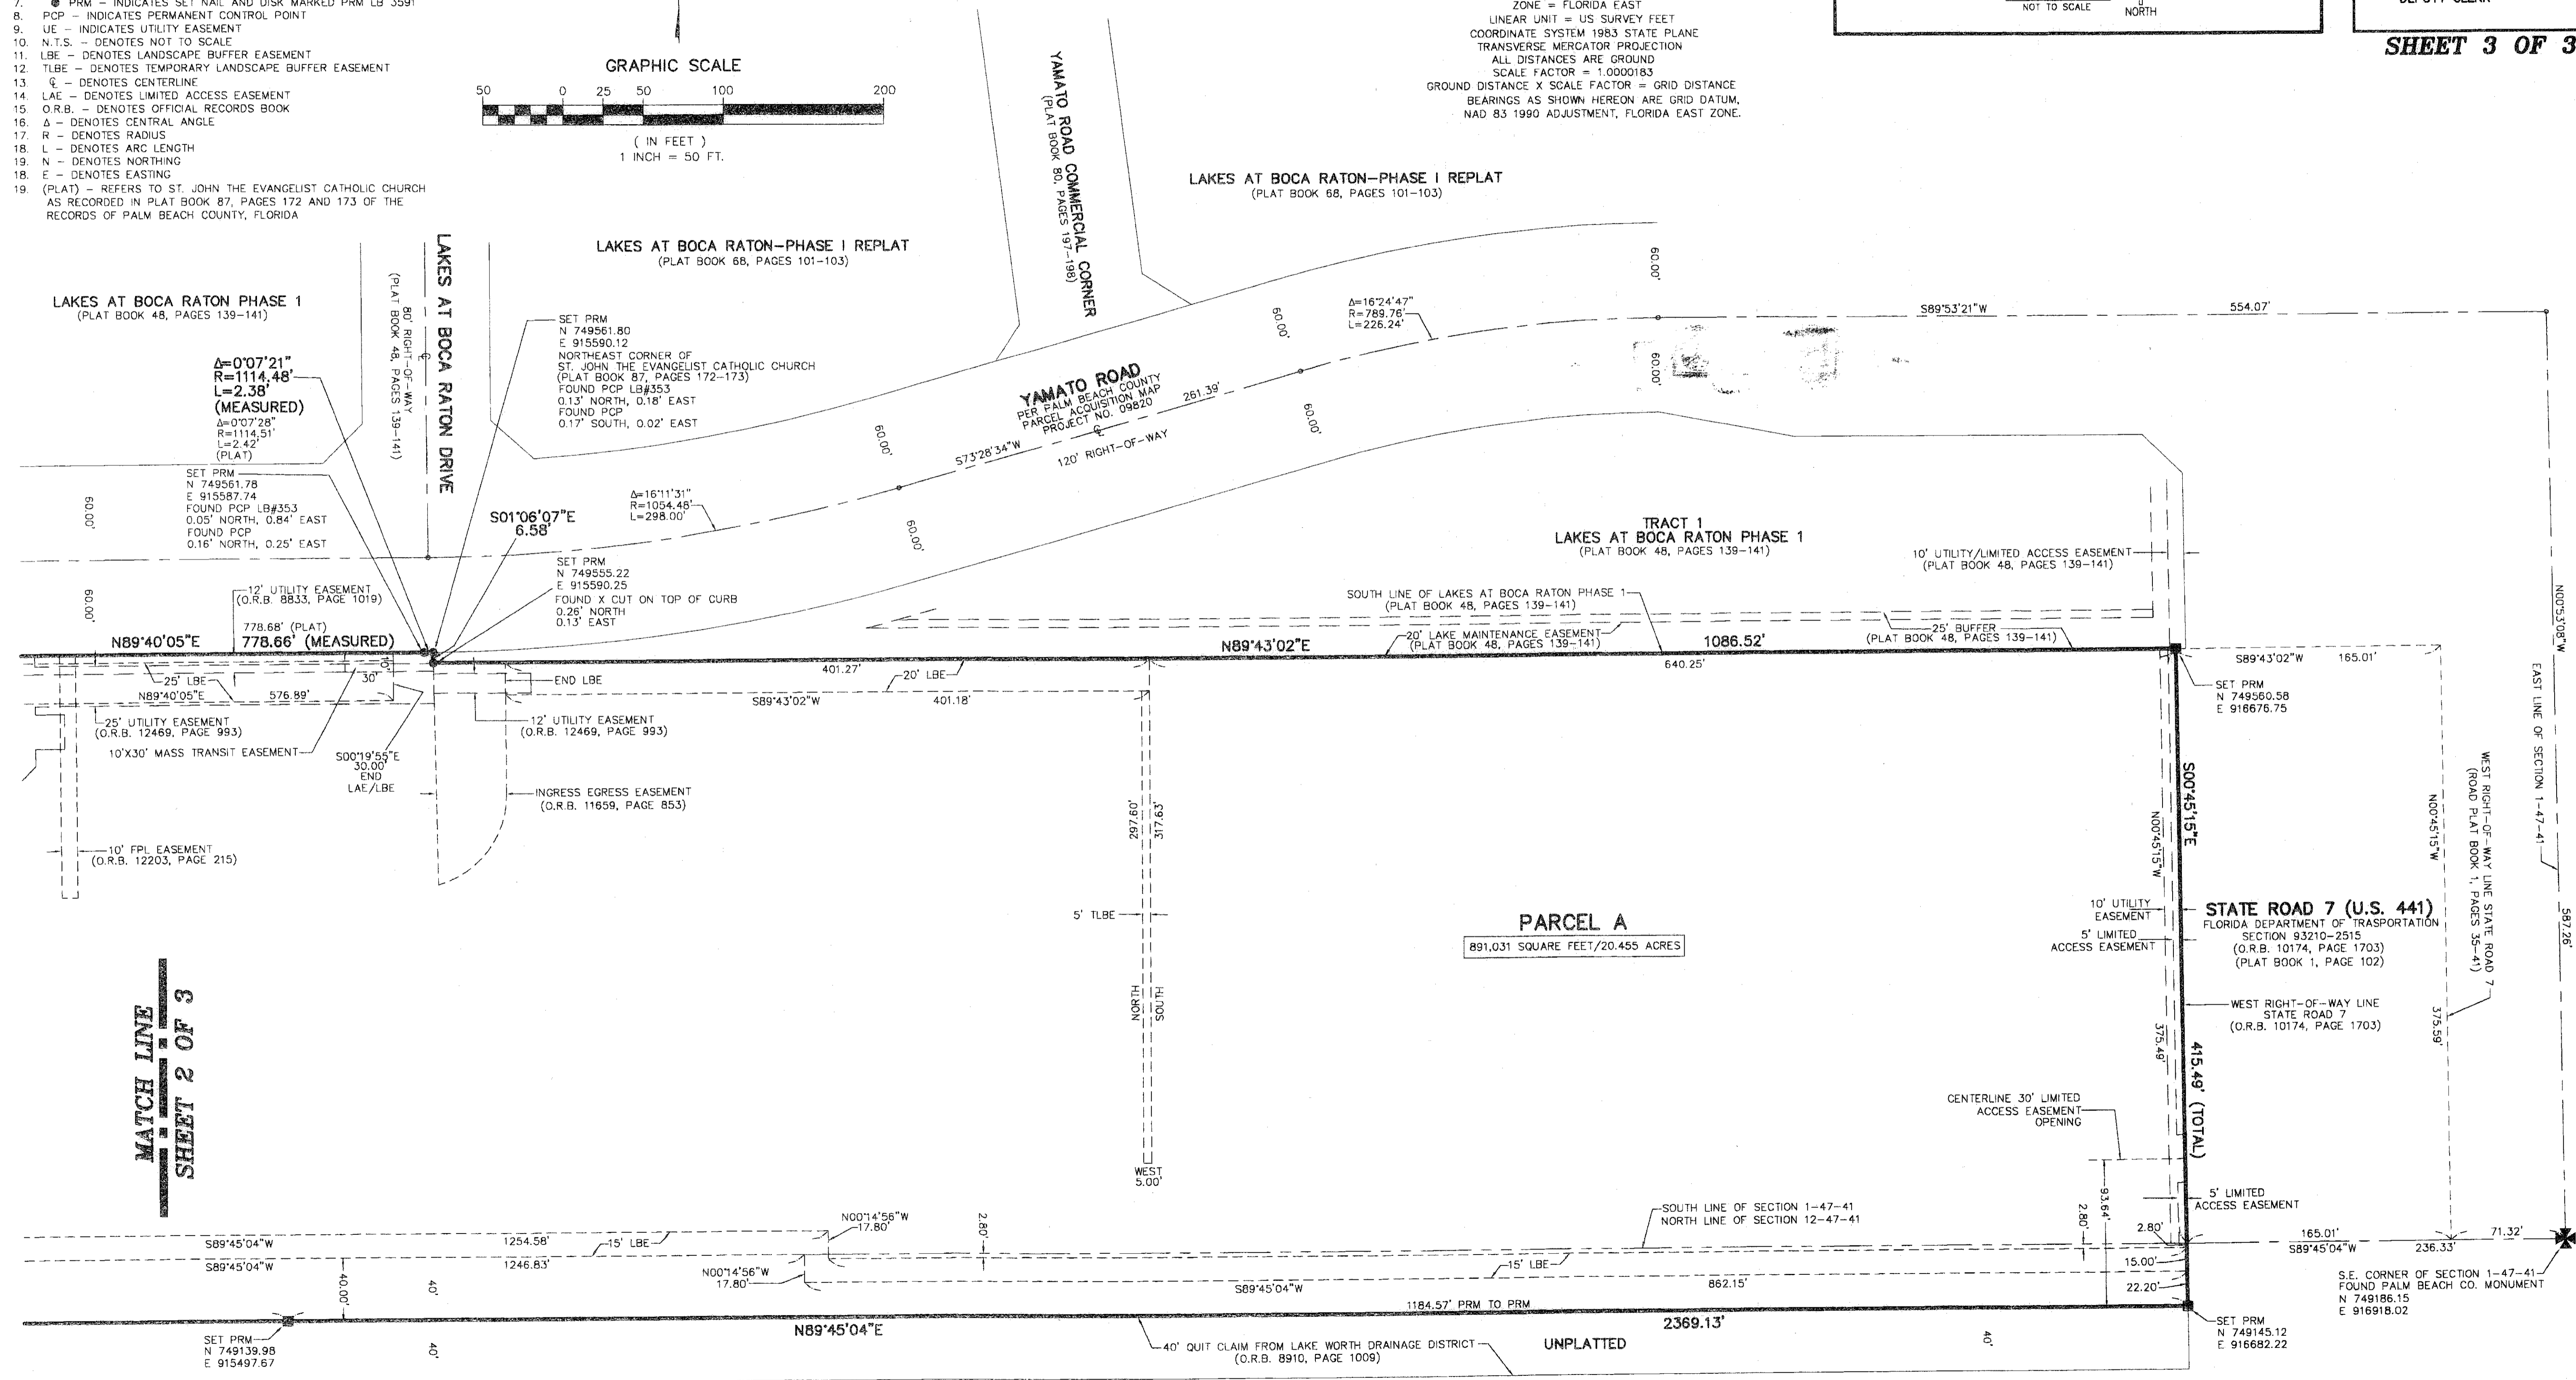 7. PRM – INDICATES SET NAIL AND DISK MARKED PRM LB 3591
8. PCP – INDICATES PERMANENT CONTROL POINT
9. UE – INDICATES UTILITY EASEMENT
10. N.T.S. – DENOTES NOT TO SCALE
11. LBE – DENOTES LANDSCAPE BUFFER EASEMENT
12. TLBE – DENOTES TEMPORARY LANDSCAPE BUFFER EASEMENT
13. ℄ – DENOTES CENTERLINE
14. LAE – DENOTES LIMITED ACCESS EASEMENT
15. O.R.B. – DENOTES OFFICIAL RECORDS BOOK
16. Δ – DENOTES CENTRAL ANGLE
17. R – DENOTES RADIUS
18. L – DENOTES ARC LENGTH
19. N – DENOTES NORTHING
18. E – DENOTES EASTING
19. (PLAT) – REFERS TO ST. JOHN THE EVANGELIST CATHOLIC CHURCH
AS RECORDED IN PLAT BOOK 87, PAGES 172 AND 173 OF THE
RECORDS OF PALM BEACH COUNTY, FLORIDA
GRAPHIC SCALE
50 0 25 50 100 200
( IN FEET )
1 INCH = 50 FT.
ZONE = FLORIDA EAST
LINEAR UNIT = US SURVEY FEET
COORDINATE SYSTEM 1983 STATE PLANE
TRANSVERSE MERCATOR PROJECTION
ALL DISTANCES ARE GROUND
SCALE FACTOR = 1.0000183
GROUND DISTANCE X SCALE FACTOR = GRID DISTANCE
BEARINGS AS SHOWN HEREON ARE GRID DATUM,
NAD 83 1990 ADJUSTMENT, FLORIDA EAST ZONE.
NOT TO SCALE
NORTH
SHEET 3 OF 3
YAMATO ROAD COMMERCIAL CORNER
(PLAT BOOK 80, PAGES 197–198)
LAKES AT BOCA RATON–PHASE I REPLAT
(PLAT BOOK 68, PAGES 101–103)
LAKES AT BOCA RATON–PHASE I REPLAT
(PLAT BOOK 68, PAGES 101–103)
LAKES AT BOCA RATON PHASE 1
(PLAT BOOK 48, PAGES 139–141)
LAKES AT BOCA RATON DRIVE
℄
80' RIGHT–OF–WAY
(PLAT BOOK 48, PAGES 139–141)
Δ=0°07'21"
R=1114.48'
L=2.38'
(MEASURED)
Δ=0°07'28"
R=1114.51'
L=2.42'
(PLAT)
SET PRM
N 749561.80
E 915590.12
NORTHEAST CORNER OF
ST. JOHN THE EVANGELIST CATHOLIC CHURCH
(PLAT BOOK 87, PAGES 172–173)
FOUND PCP LB#353
0.13' NORTH, 0.18' EAST
FOUND PCP
0.17' SOUTH, 0.02' EAST
SET PRM
N 749561.78
E 915587.74
FOUND PCP LB#353
0.05' NORTH, 0.84' EAST
FOUND PCP
0.16' NORTH, 0.25' EAST
60.00'
60.00'
S01°06'07"E
6.58'
Δ=16°11'31"
R=1054.48'
L=298.00'
60.00'
60.00'
YAMATO ROAD
PER PALM BEACH COUNTY
PARCEL ACQUISITION MAP
PROJECT NO. 09820
℄
S73°28'34"W
261.39'
120' RIGHT–OF–WAY
60.00'
60.00'
Δ=16°24'47"
R=789.76'
L=226.24'
60.00'
60.00'
S89°53'21"W
554.07'
SET PRM
N 749555.22
E 915590.25
FOUND X CUT ON TOP OF CURB
0.26' NORTH
0.13' EAST
12' UTILITY EASEMENT
(O.R.B. 8833, PAGE 1019)
778.68' (PLAT)
N89°40'05"E 778.66' (MEASURED)
TRACT 1
LAKES AT BOCA RATON PHASE 1
(PLAT BOOK 48, PAGES 139–141)
10' UTILITY/LIMITED ACCESS EASEMENT
(PLAT BOOK 48, PAGES 139–141)
SOUTH LINE OF LAKES AT BOCA RATON PHASE 1
(PLAT BOOK 48, PAGES 139–141)
20' LAKE MAINTENANCE EASEMENT
(PLAT BOOK 48, PAGES 139–141)
25' BUFFER
(PLAT BOOK 48, PAGES 139–141)
N89°43'02"E
1086.52'
640.25'
401.27'
S89°43'02"W 165.01'
SET PRM
N 749560.58
E 916676.75
N00°53'08"W
EAST LINE OF SECTION 1–47–41
587.26'
25' LBE
10'
30'
N89°40'05"E 576.89'
25' UTILITY EASEMENT
(O.R.B. 12469, PAGE 993)
10'X30' MASS TRANSIT EASEMENT
S00°19'55"E
30.00'
END
LAE/LBE
END LBE
20' LBE
S89°43'02"W 401.18'
12' UTILITY EASEMENT
(O.R.B. 12469, PAGE 993)
INGRESS EGRESS EASEMENT
(O.R.B. 11659, PAGE 853)
10' FPL EASEMENT
(O.R.B. 12203, PAGE 215)
297.67'
317.63'
5' TLBE
NORTH
SOUTH
WEST
5.00'
PARCEL A
891,031 SQUARE FEET/20.455 ACRES
S00°45'15"E
415.49' (TOTAL)
N00°45'15"W
375.49'
10' UTILITY
EASEMENT
5' LIMITED
ACCESS EASEMENT
STATE ROAD 7 (U.S. 441)
FLORIDA DEPARTMENT OF TRASPORTATION
SECTION 93210–2515
(O.R.B. 10174, PAGE 1703)
(PLAT BOOK 1, PAGE 102)
WEST RIGHT–OF–WAY LINE
STATE ROAD 7
(O.R.B. 10174, PAGE 1703)
N00°45'15"W
375.59'
WEST RIGHT–OF–WAY LINE STATE ROAD 7
(ROAD PLAT BOOK 1, PAGES 35–41)
MATCH LINE
SHEET 2 OF 3
CENTERLINE 30' LIMITED
ACCESS EASEMENT
OPENING
93.64'
2.80'
5' LIMITED
ACCESS EASEMENT
2.80'
15.00'
22.20'
165.01'
S89°45'04"W
236.33'
71.32'
S.E. CORNER OF SECTION 1–47–41
FOUND PALM BEACH CO. MONUMENT
N 749186.15
E 916918.02
SOUTH LINE OF SECTION 1–47–41
NORTH LINE OF SECTION 12–47–41
S89°45'04"W 1254.58'
15' LBE
S89°45'04"W 1246.83'
N00°14'56"W
17.80'
N00°14'56"W
17.80'
2.80'
15' LBE
S89°45'04"W
862.15'
1184.57' PRM TO PRM
40.00'
40'
40'
N89°45'04"E
2369.13'
SET PRM
N 749139.98
E 915497.67
40' QUIT CLAIM FROM LAKE WORTH DRAINAGE DISTRICT
(O.R.B. 8910, PAGE 1009)
UNPLATTED
40'
SET PRM
N 749145.12
E 916682.22